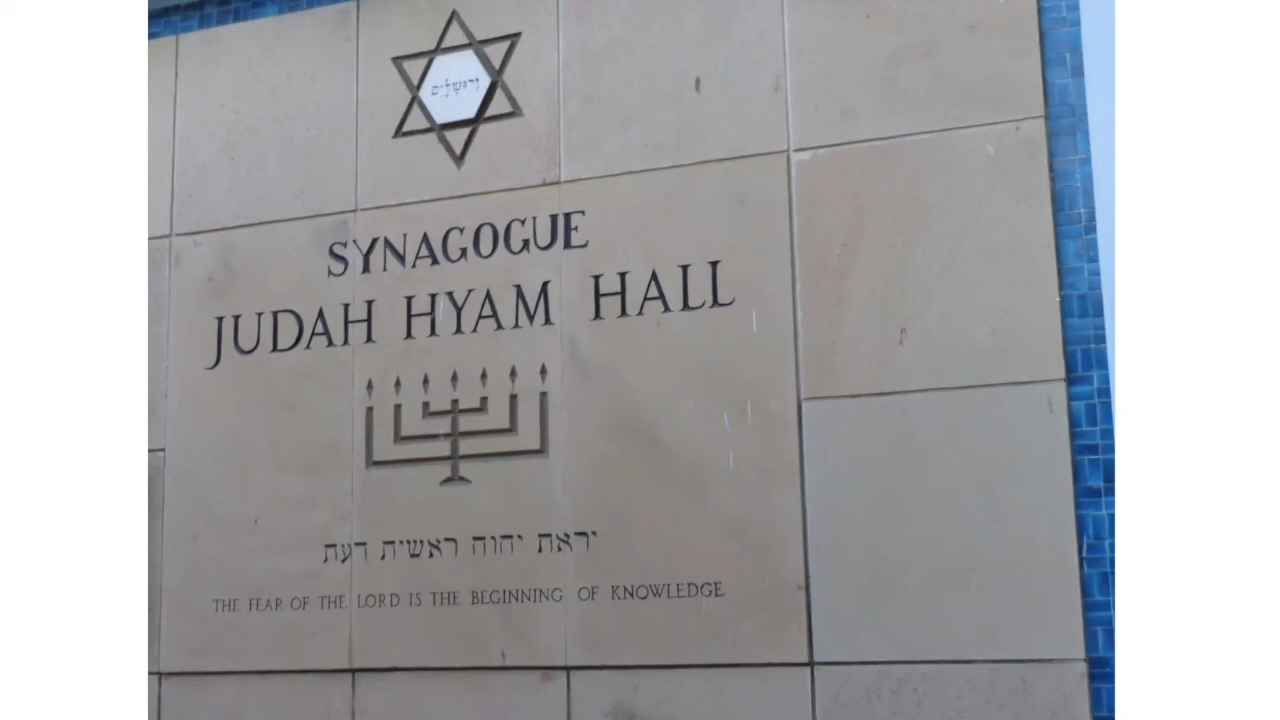 ירושלים
SYNAGOGUE
JUDAH HYAM HALL
יראת יהוה ראשית דעת
THE FEAR OF THE LORD IS THE BEGINNING OF KNOWLEDGE